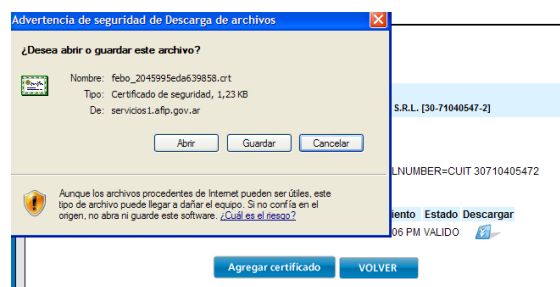 Advertencia de seguridad de Descarga de archivos
¿Desea abrir o guardar este archivo?
Nombre: febo_2045995eda639858.crt
Tipo: Certificado de seguridad, 1,23 KB
De: servicios1.afip.gov.ar
Abrir Guardar Cancelar
Aunque los archivos procedentes de Internet pueden ser útiles, este
tipo de archivo puede llegar a dañar el equipo. Si no confía en el
origen, no abra ni guarde este software. ¿Cuál es el riesgo?
S.R.L. [30-71040547-2]
LNUMBER=CUIT 30710405472
iento Estado Descargar
06 PM VALIDO
Agregar certificado VOLVER